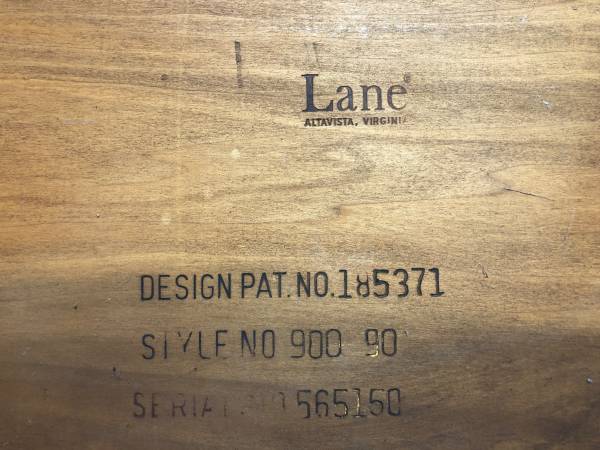 Lane®
ALTAVISTA, VIRGINIA
DESIGN PAT. NO. 185371
STYLE NO 900 90
SERIAL NO 565150